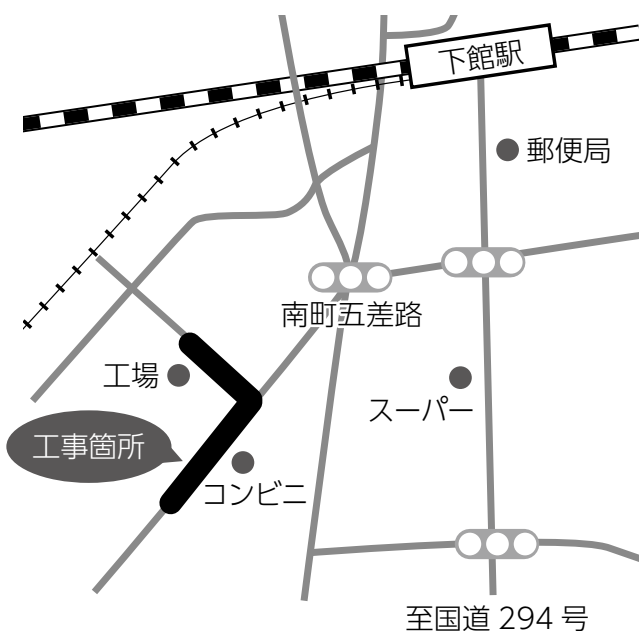 下館駅
郵便局
南町五差路
工場
スーパー
工事箇所
コンビニ
至国道 294 号